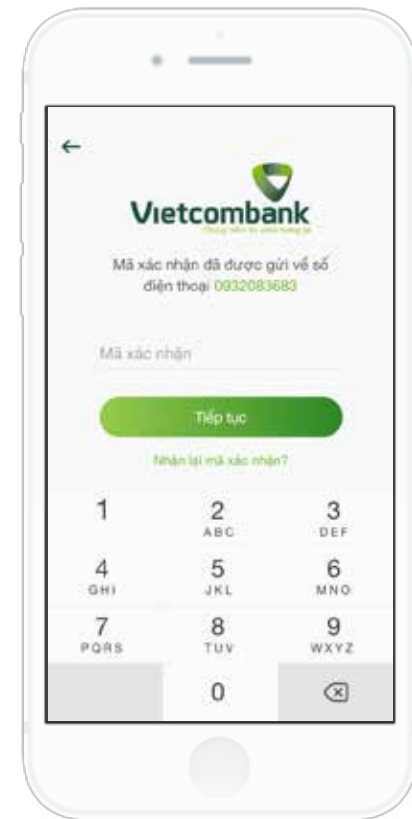 Vietcombank
Mã xác nhận đã được gửi về số
điện thoại 0932083683
Mã xác nhận
Tiếp tục
Nhận lại mã xác nhận?
1 2 3
ABC DEF
4 5 6
GHI JKL MNO
7 8 9
PQRS TUV WXYZ
0